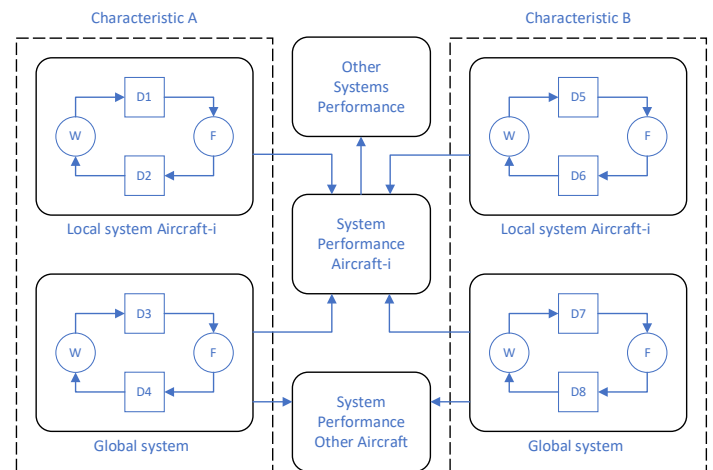 Characteristic A
Characteristic B
D1
W
F
D2
Local system Aircraft-i
Other
Systems
Performance
D5
W
F
D6
Local system Aircraft-i
System
Performance
Aircraft-i
D3
W
F
D4
Global system
System
Performance
Other Aircraft
D7
W
F
D8
Global system